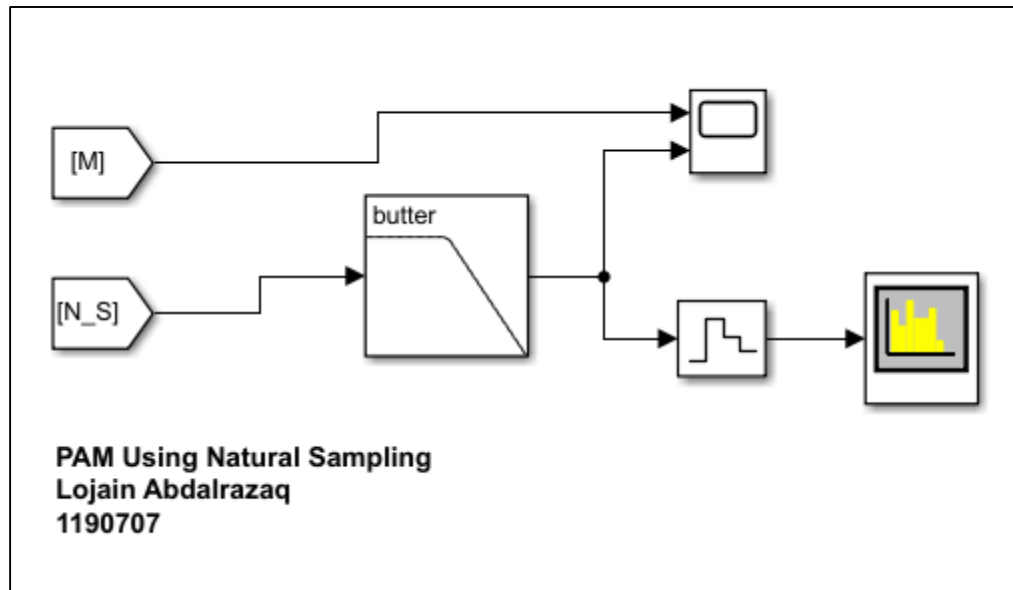 [M]
butter
[N_S]
PAM Using Natural Sampling
Lojain Abdalrazaq
1190707